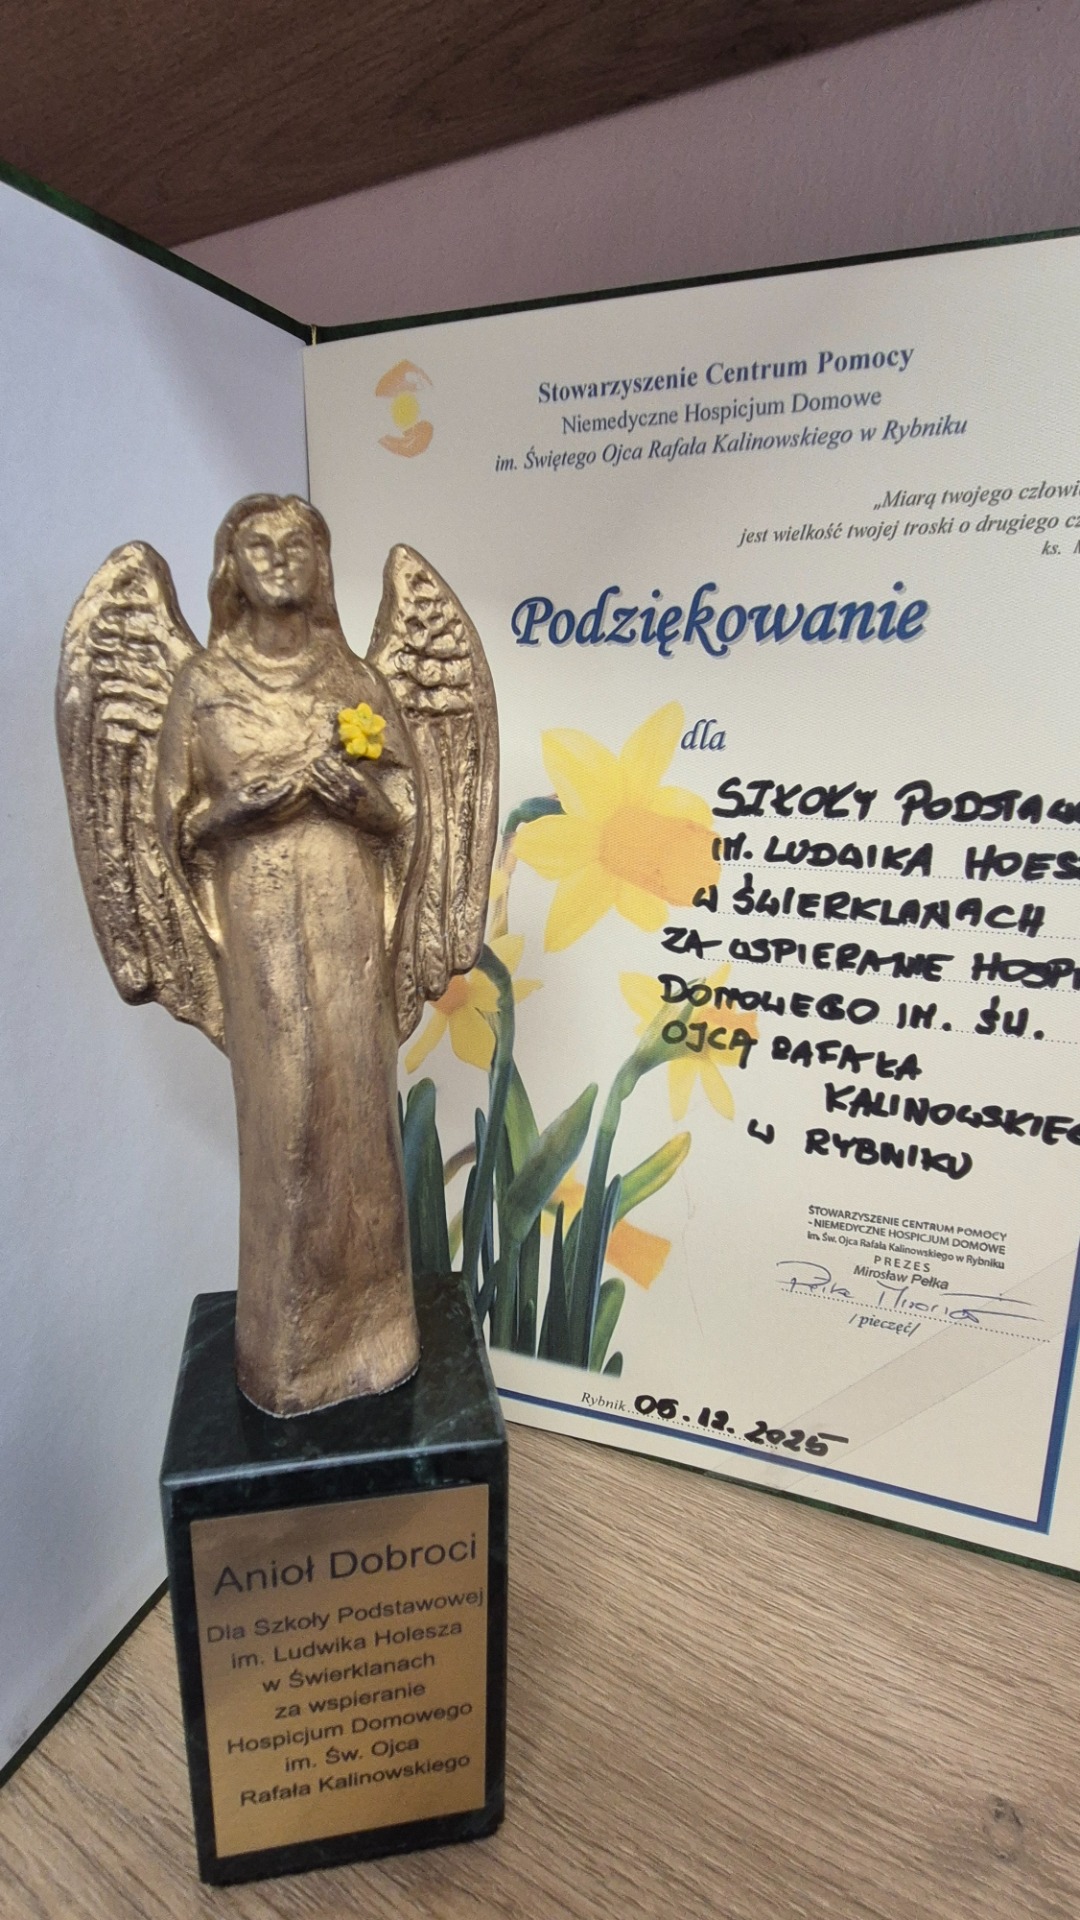 Stowarzyszenie Centrum Pomocy
Niemedyczne Hospicjum Domowe
im. Świętego Ojca Rafała Kalinowskiego w Rybniku
„Miarą twojego człowi
jest wielkość twojej troski o drugiego cz
ks.
Podziękowanie
dla
SZKOŁY PODSTAW
IM. LUDWIKA HOES
W ŚWIERKLANACH
ZA WSPIERANIE HOSPI
DOMOWEGO IM. ŚW.
OJCA RAFAŁA
KALINOWSKIEG
W RYBNIKU
STOWARZYSZENIE CENTRUM POMOCY
- NIEMEDYCZNE HOSPICJUM DOMOWE
im. Św. Ojca Rafała Kalinowskiego w Rybniku
PREZES
Mirosław Pełka
/pieczęć/
Rybnik 05.12.2025
Anioł Dobroci
Dla Szkoły Podstawowej
im. Ludwika Holesza
w Świerklanach
za wspieranie
Hospicjum Domowego
im. Św. Ojca
Rafała Kalinowskiego